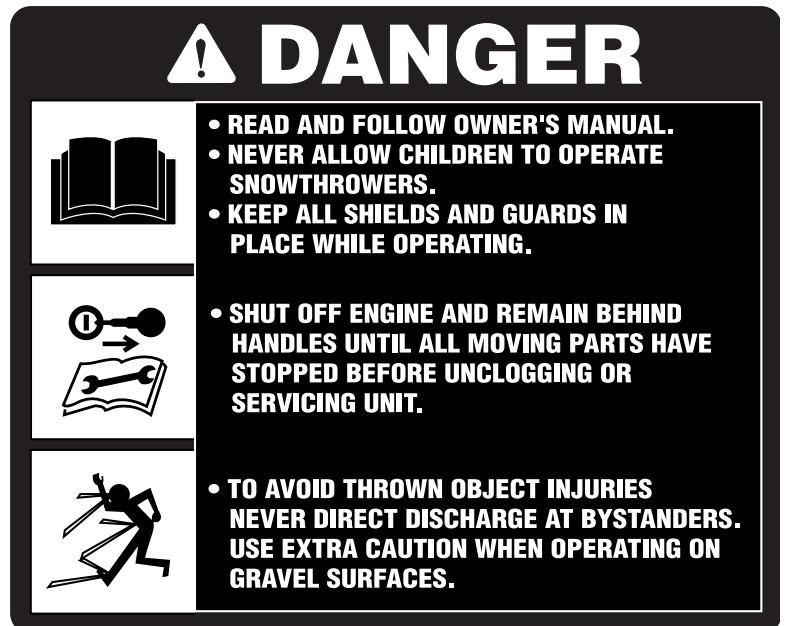 DANGER
• READ AND FOLLOW OWNER'S MANUAL.
• NEVER ALLOW CHILDREN TO OPERATE
SNOWTHROWERS.
• KEEP ALL SHIELDS AND GUARDS IN
PLACE WHILE OPERATING.
• SHUT OFF ENGINE AND REMAIN BEHIND
HANDLES UNTIL ALL MOVING PARTS HAVE
STOPPED BEFORE UNCLOGGING OR
SERVICING UNIT.
• TO AVOID THROWN OBJECT INJURIES
NEVER DIRECT DISCHARGE AT BYSTANDERS.
USE EXTRA CAUTION WHEN OPERATING ON
GRAVEL SURFACES.